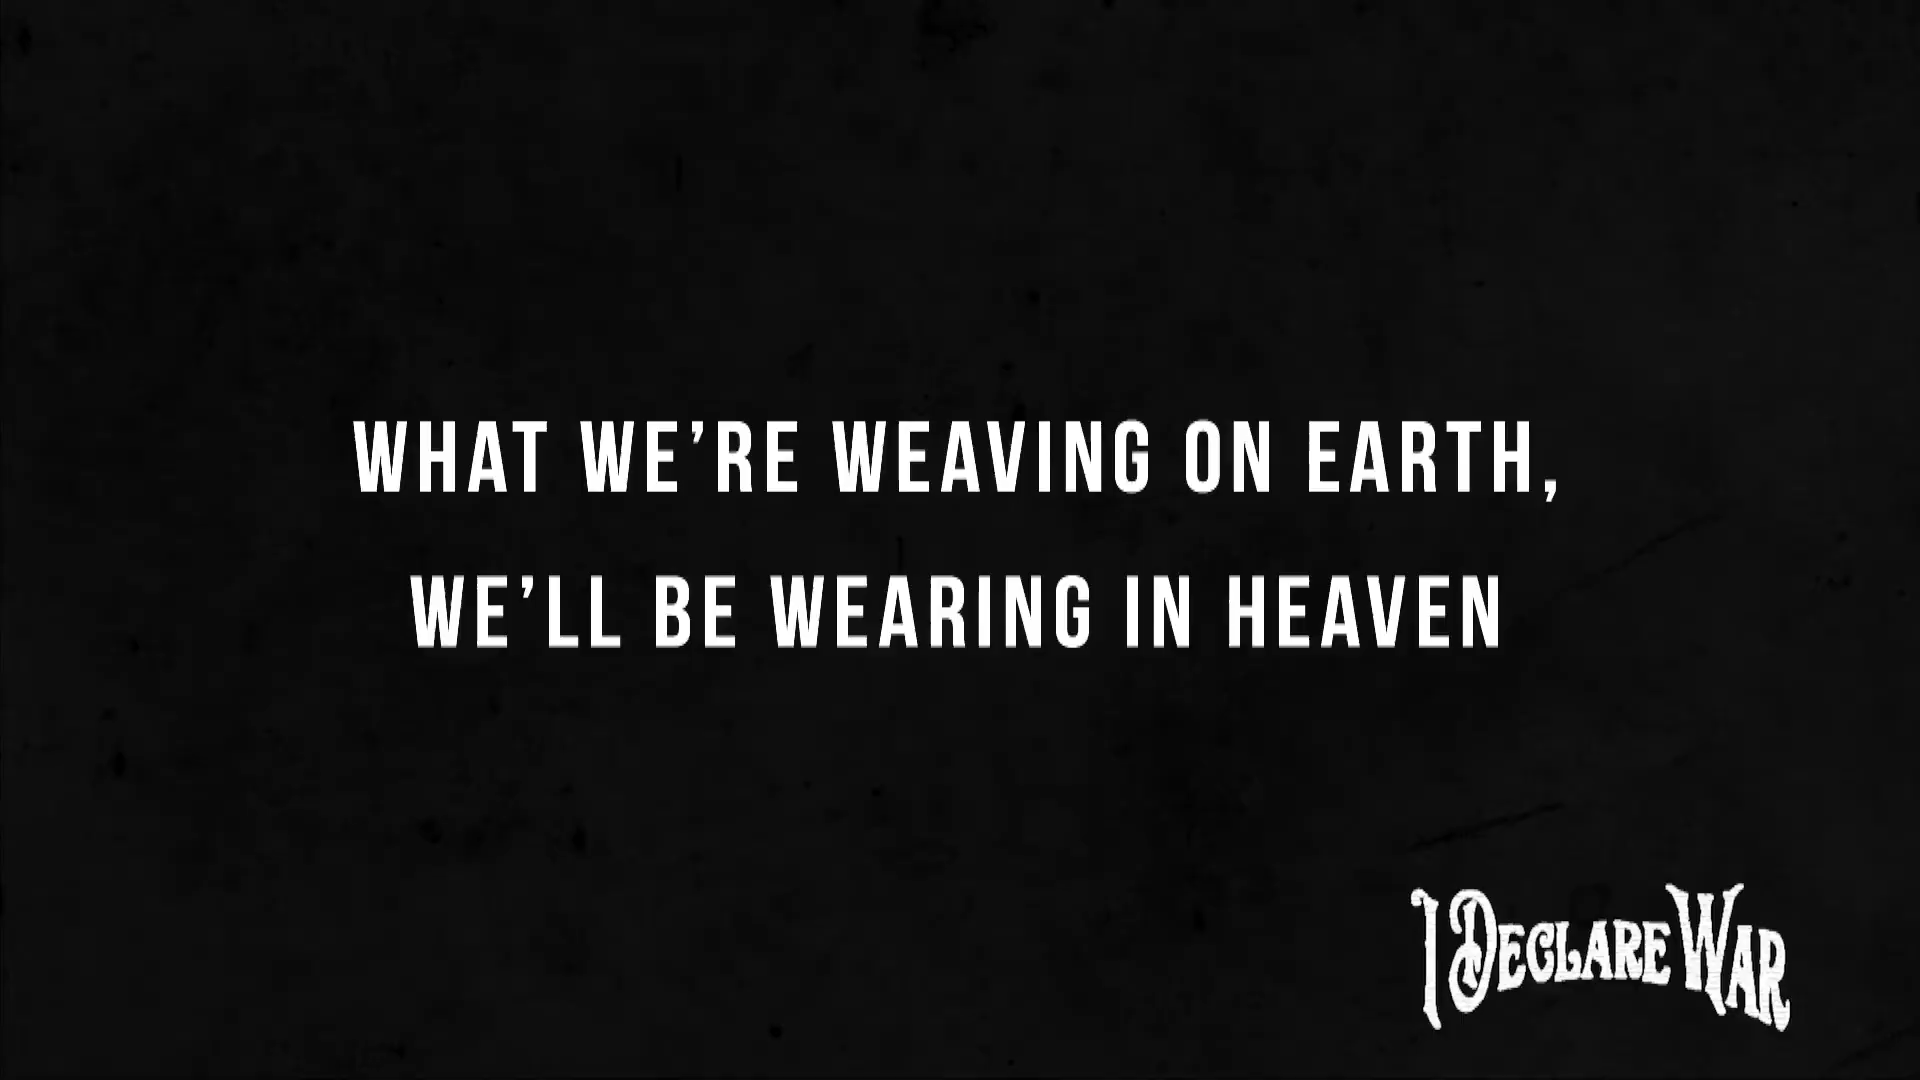 WHAT WE’RE WEAVING ON EARTH,
WE’LL BE WEARING IN HEAVEN
I DECLARE WAR